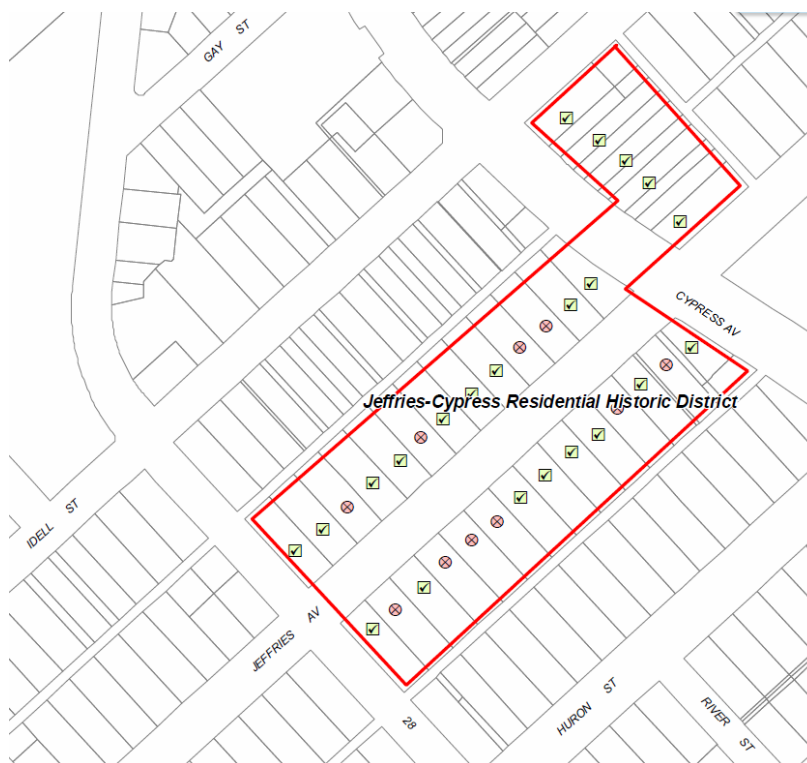 GAY ST
CYPRESS AV
Jeffries-Cypress Residential Historic District
IDELL ST
JEFFRIES AV
28
HURON ST
RIVER ST